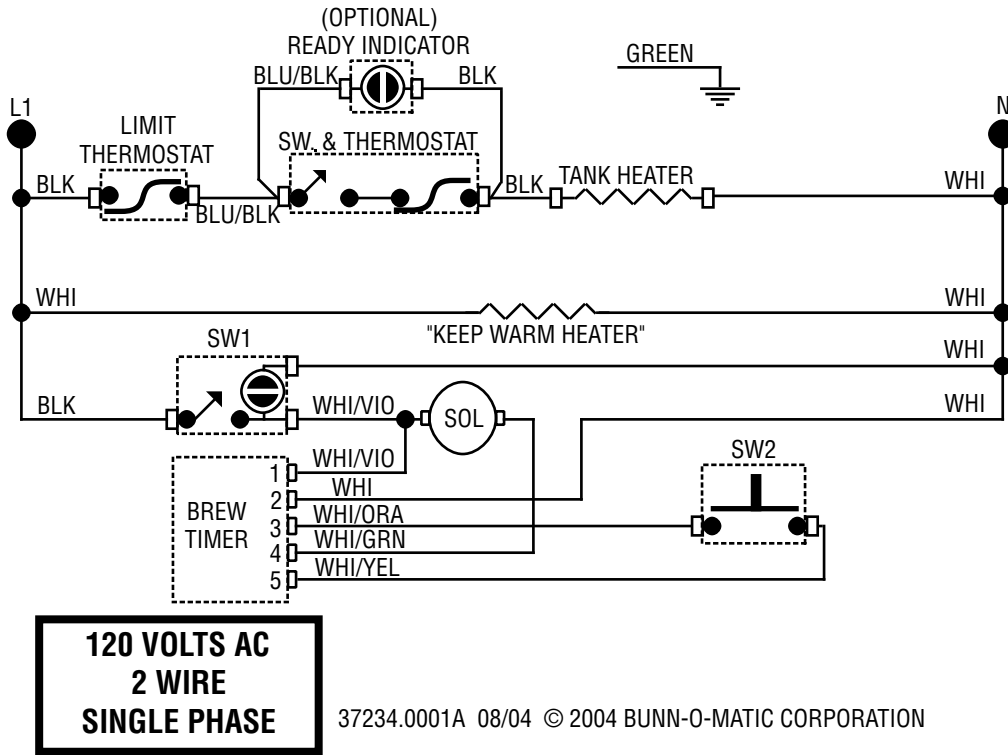 (OPTIONAL)
READY INDICATOR
GREEN
BLU/BLK
BLK
L1
N
LIMIT
THERMOSTAT
SW. & THERMOSTAT
BLK
BLU/BLK
BLK
TANK HEATER
WHI
WHI
WHI
"KEEP WARM HEATER"
SW1
WHI
BLK
WHI/VIO
SOL
WHI
WHI/VIO
SW2
BREW
TIMER
1
2
3
4
5
WHI
WHI/ORA
WHI/GRN
WHI/YEL
120 VOLTS AC
2 WIRE
SINGLE PHASE
37234.0001A 08/04 © 2004 BUNN-O-MATIC CORPORATION